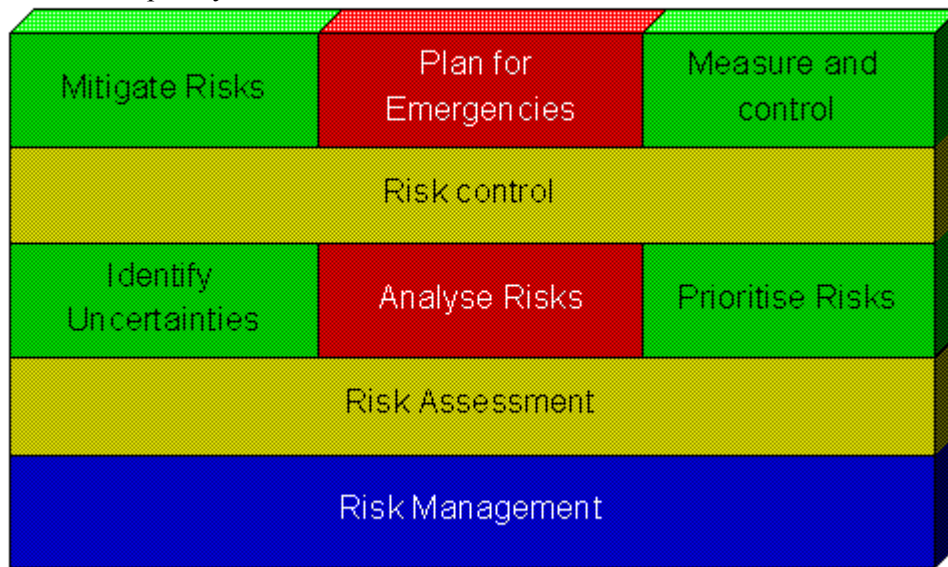 Mitigate Risks
Plan for
Emergencies
Measure and
control
Risk control
Identify
Uncertainties
Analyse Risks
Prioritise Risks
Risk Assessment
Risk Management